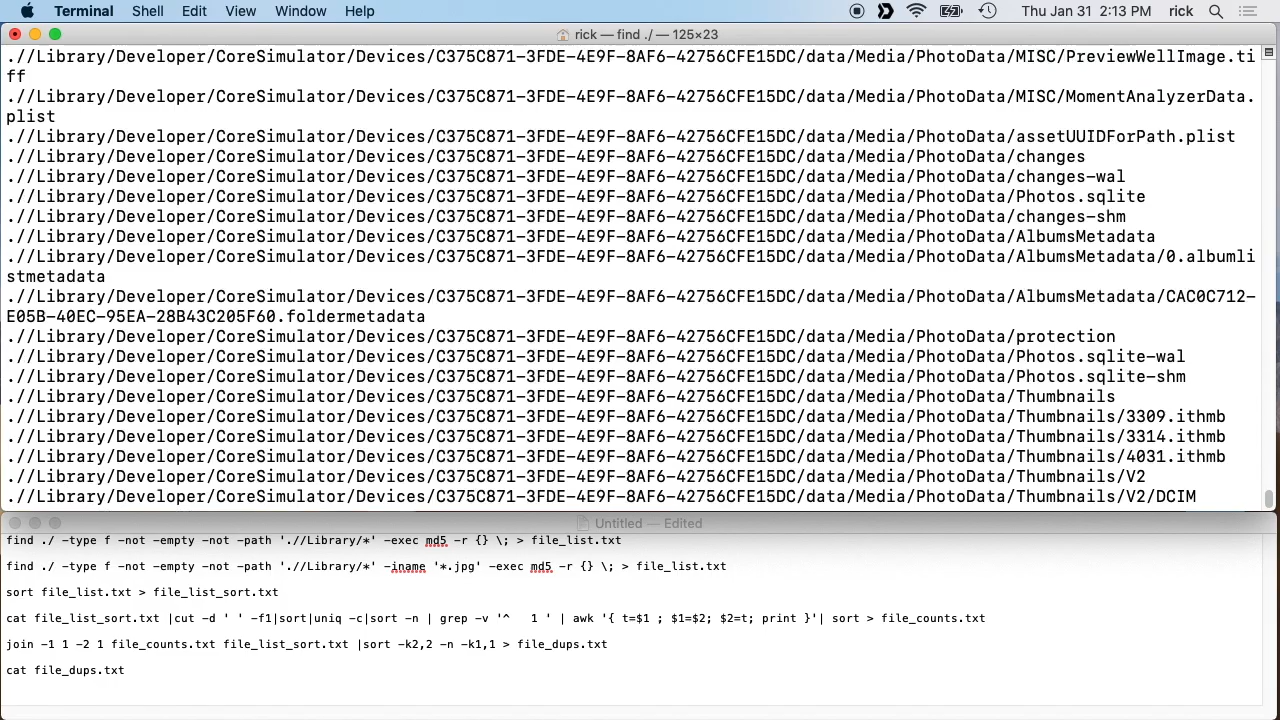 Terminal Shell Edit View Window Help Thu Jan 31 2:13 PM rick
rick — find ./ — 125×23
.//Library/Developer/CoreSimulator/Devices/C375C871-3FDE-4E9F-8AF6-42756CFE15DC/data/Media/PhotoData/MISC/PreviewWellImage.ti
ff
.//Library/Developer/CoreSimulator/Devices/C375C871-3FDE-4E9F-8AF6-42756CFE15DC/data/Media/PhotoData/MISC/MomentAnalyzerData.
plist
.//Library/Developer/CoreSimulator/Devices/C375C871-3FDE-4E9F-8AF6-42756CFE15DC/data/Media/PhotoData/assetUUIDForPath.plist
.//Library/Developer/CoreSimulator/Devices/C375C871-3FDE-4E9F-8AF6-42756CFE15DC/data/Media/PhotoData/changes
.//Library/Developer/CoreSimulator/Devices/C375C871-3FDE-4E9F-8AF6-42756CFE15DC/data/Media/PhotoData/changes-wal
.//Library/Developer/CoreSimulator/Devices/C375C871-3FDE-4E9F-8AF6-42756CFE15DC/data/Media/PhotoData/Photos.sqlite
.//Library/Developer/CoreSimulator/Devices/C375C871-3FDE-4E9F-8AF6-42756CFE15DC/data/Media/PhotoData/changes-shm
.//Library/Developer/CoreSimulator/Devices/C375C871-3FDE-4E9F-8AF6-42756CFE15DC/data/Media/PhotoData/AlbumsMetadata
.//Library/Developer/CoreSimulator/Devices/C375C871-3FDE-4E9F-8AF6-42756CFE15DC/data/Media/PhotoData/AlbumsMetadata/0.albumli
stmetadata
.//Library/Developer/CoreSimulator/Devices/C375C871-3FDE-4E9F-8AF6-42756CFE15DC/data/Media/PhotoData/AlbumsMetadata/CAC0C712-
E05B-40EC-95EA-28B43C205F60.foldermetadata
.//Library/Developer/CoreSimulator/Devices/C375C871-3FDE-4E9F-8AF6-42756CFE15DC/data/Media/PhotoData/protection
.//Library/Developer/CoreSimulator/Devices/C375C871-3FDE-4E9F-8AF6-42756CFE15DC/data/Media/PhotoData/Photos.sqlite-wal
.//Library/Developer/CoreSimulator/Devices/C375C871-3FDE-4E9F-8AF6-42756CFE15DC/data/Media/PhotoData/Photos.sqlite-shm
.//Library/Developer/CoreSimulator/Devices/C375C871-3FDE-4E9F-8AF6-42756CFE15DC/data/Media/PhotoData/Thumbnails
.//Library/Developer/CoreSimulator/Devices/C375C871-3FDE-4E9F-8AF6-42756CFE15DC/data/Media/PhotoData/Thumbnails/3309.ithmb
.//Library/Developer/CoreSimulator/Devices/C375C871-3FDE-4E9F-8AF6-42756CFE15DC/data/Media/PhotoData/Thumbnails/3314.ithmb
.//Library/Developer/CoreSimulator/Devices/C375C871-3FDE-4E9F-8AF6-42756CFE15DC/data/Media/PhotoData/Thumbnails/4031.ithmb
.//Library/Developer/CoreSimulator/Devices/C375C871-3FDE-4E9F-8AF6-42756CFE15DC/data/Media/PhotoData/Thumbnails/V2
.//Library/Developer/CoreSimulator/Devices/C375C871-3FDE-4E9F-8AF6-42756CFE15DC/data/Media/PhotoData/Thumbnails/V2/DCIM
Untitled — Edited
find ./ -type f -not -empty -not -path './/Library/*' -exec md5 -r {} \; > file_list.txt
find ./ -type f -not -empty -not -path './/Library/*' -iname '*.jpg' -exec md5 -r {} \; > file_list.txt
sort file_list.txt > file_list_sort.txt
cat file_list_sort.txt |cut -d ' ' -f1|sort|uniq -c|sort -n | grep -v '^   1 ' | awk '{ t=$1 ; $1=$2; $2=t; print }'| sort > file_counts.txt
join -1 1 -2 1 file_counts.txt file_list_sort.txt |sort -k2,2 -n -k1,1 > file_dups.txt
cat file_dups.txt